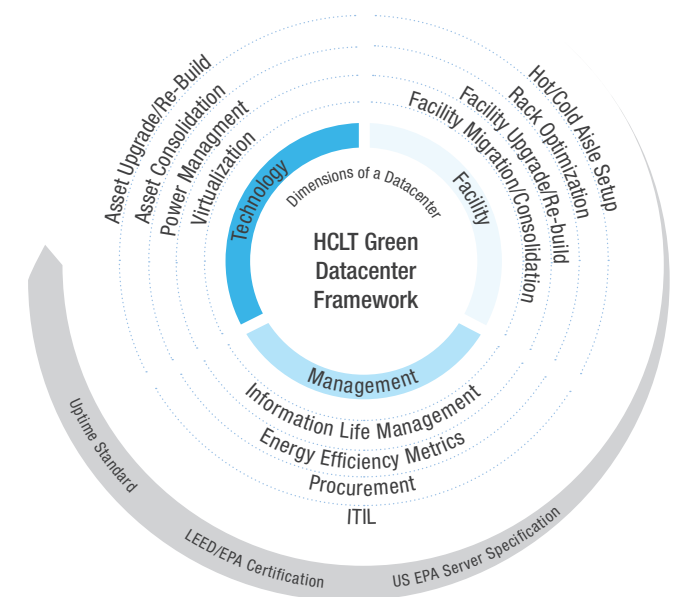 Asset Upgrade/Re-Build
Asset Consolidation
Power Managment
Virtualization
Technology
Hot/Cold Aisle Setup
Rack Optimization
Facility Upgrade/Re-build
Facility Migration/Consolidation
Facility
Dimensions of a Datacenter
HCLT Green
Datacenter
Framework
Management
Information Life Management
Energy Efficiency Metrics
Procurement
ITIL
Uptime Standard
LEED/EPA Certification
US EPA Server Specification